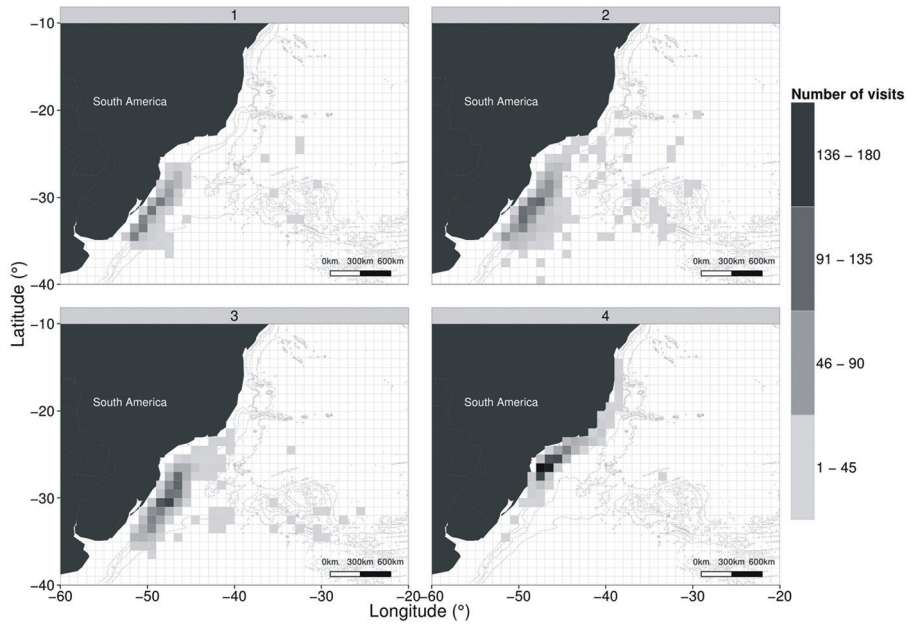 1
2
−10
−20
−30
−40
South America
South America
0km. 300km 600km
0km. 300km 600km
Number of visits
136 − 180
91 − 135
46 − 90
1 − 45
Latitude (°)
3
4
−10
−20
−30
−40
South America
South America
0km. 300km 600km
0km. 300km 600km
−60
−50
−40
−30
−20
−60
−50
−40
−30
−20
Longitude (°)